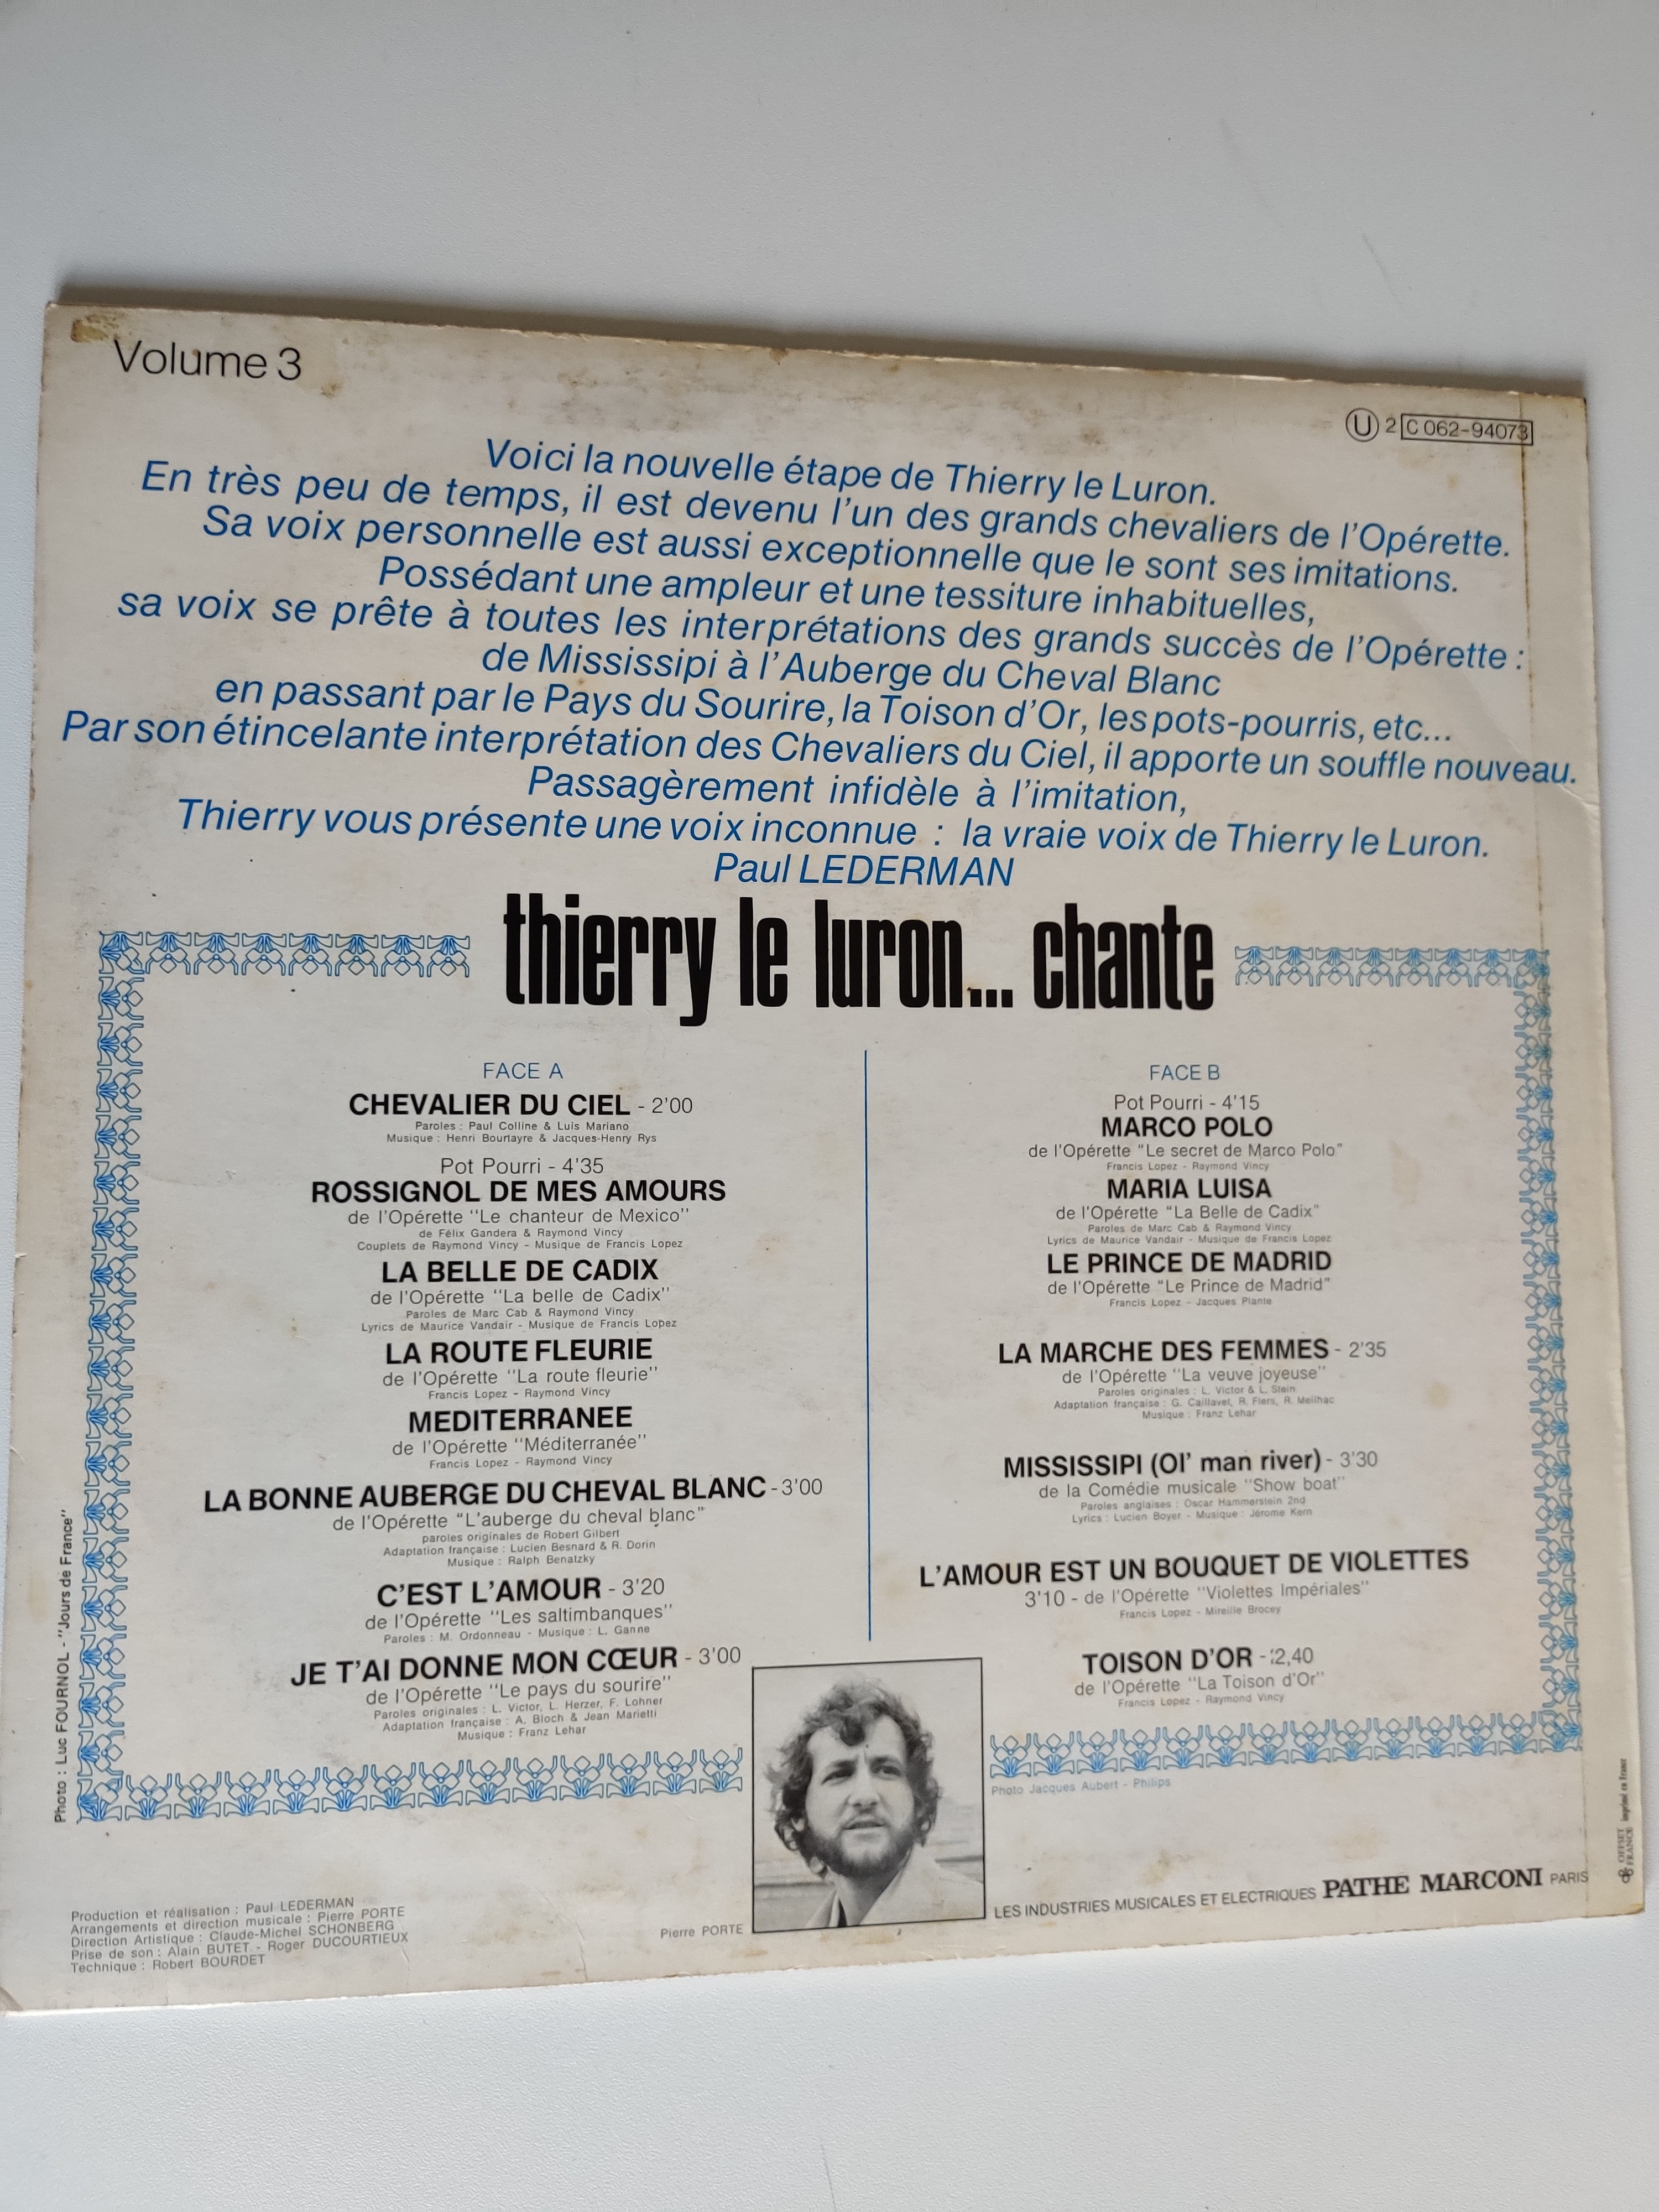 Volume 3
U 2 C 062-94073
Voici la nouvelle étape de Thierry le Luron.
En très peu de temps, il est devenu l'un des grands chevaliers de l'Opérette.
Sa voix personnelle est aussi exceptionnelle que le sont ses imitations.
Possédant une ampleur et une tessiture inhabituelles,
sa voix se prête à toutes les interprétations des grands succès de l'Opérette :
de Mississipi à l'Auberge du Cheval Blanc
en passant par le Pays du Sourire, la Toison d'Or, les pots-pourris, etc...
Par son étincelante interprétation des Chevaliers du Ciel, il apporte un souffle nouveau.
Passagèrement infidèle à l'imitation,
Thierry vous présente une voix inconnue : la vraie voix de Thierry le Luron.
Paul LEDERMAN
thierry le luron... chante
FACE A
CHEVALIER DU CIEL - 2'00
Paroles : Paul Colline & Luis Mariano
Musique : Henri Bourtayre & Jacques-Henry Rys
Pot Pourri - 4'35
ROSSIGNOL DE MES AMOURS
de l'Opérette "Le chanteur de Mexico"
de Félix Gandera & Raymond Vincy
Couplets de Raymond Vincy - Musique de Francis Lopez
LA BELLE DE CADIX
de l'Opérette "La belle de Cadix"
Paroles de Marc Cab & Raymond Vincy
Lyrics de Maurice Vandair - Musique de Francis Lopez
LA ROUTE FLEURIE
de l'Opérette "La route fleurie"
Francis Lopez - Raymond Vincy
MEDITERRANEE
de l'Opérette "Méditerranée"
Francis Lopez - Raymond Vincy
LA BONNE AUBERGE DU CHEVAL BLANC - 3'00
de l'Opérette "L'auberge du cheval blanc"
paroles originales de Robert Gilbert
Adaptation française : Lucien Besnard & R. Dorin
Musique : Ralph Benatzky
C'EST L'AMOUR - 3'20
de l'Opérette "Les saltimbanques"
Paroles : M. Ordonneau - Musique : L. Ganne
JE T'AI DONNE MON CŒUR - 3'00
de l'Opérette "Le pays du sourire"
Paroles originales : L. Victor, L. Herzer, F. Lohner
Adaptation française : A. Bloch & Jean Marietti
Musique : Franz Lehar
FACE B
Pot Pourri - 4'15
MARCO POLO
de l'Opérette "Le secret de Marco Polo"
Francis Lopez - Raymond Vincy
MARIA LUISA
de l'Opérette "La Belle de Cadix"
Paroles de Marc Cab & Raymond Vincy
Lyrics de Maurice Vandair - Musique de Francis Lopez
LE PRINCE DE MADRID
de l'Opérette "Le Prince de Madrid"
Francis Lopez - Jacques Plante
LA MARCHE DES FEMMES - 2'35
de l'Opérette "La veuve joyeuse"
Paroles originales : L. Victor & L. Stein
Adaptation française : G. Caillavet, R. Flers, R. Meilhac
Musique : Franz Lehar
MISSISSIPI (Ol' man river) - 3'30
de la Comédie musicale "Show boat"
Paroles anglaises : Oscar Hammerstein 2nd
Lyrics : Lucien Boyer - Musique : Jérome Kern
L'AMOUR EST UN BOUQUET DE VIOLETTES
3'10 - de l'Opérette "Violettes Impériales"
Francis Lopez - Mireille Brocey
TOISON D'OR - 2,40
de l'Opérette "La Toison d'Or"
Francis Lopez - Raymond Vincy
Photo : Luc FOURNOL - "Jours de France"
Photo Jacques Aubert - Philips
Production et réalisation : Paul LEDERMAN
Arrangements et direction musicale : Pierre PORTE
Direction Artistique : Claude-Michel SCHONBERG
Prise de son : Alain BUTET - Roger DUCOURTIEUX
Technique : Robert BOURDET
Pierre PORTE
LES INDUSTRIES MUSICALES ET ELECTRIQUES PATHE MARCONI PARIS
OFFSET FRANCE imprimé en France